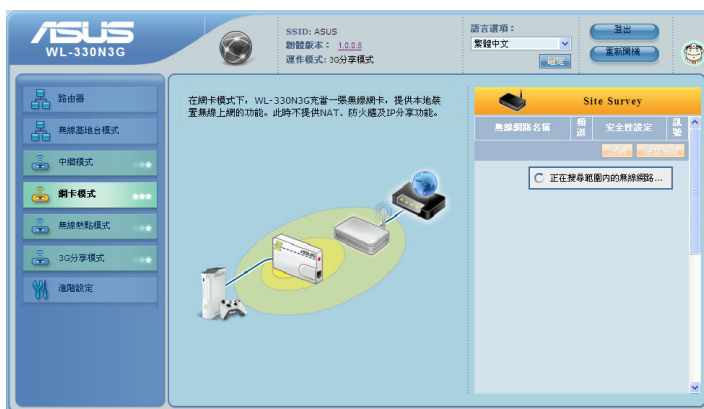 ASUS
WL-330N3G
SSID: ASUS
韌體版本： 1.0.0.8
運作模式: 3G分享模式
語言選項：
繁體中文
確定
登出
重新開機
路由器
無線基地台模式
中繼模式
網卡模式
無線熱點模式
3G分享模式
進階設定
在網卡模式下，WL-330N3G充當一張無線網卡，提供本地裝
置無線上網的功能。此時不提供NAT、防火牆及IP分享功能。
Site Survey
無線網路名稱
頻道
安全性設定
訊號
正在搜尋範圍內的無線網路...